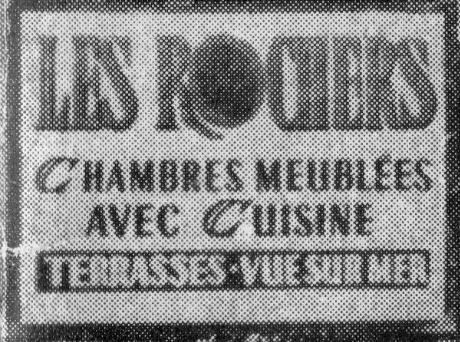 LES ROCHERS
CHAMBRES MEUBLÉES
AVEC CUISINE
TERRASSES·VUE SUR MER